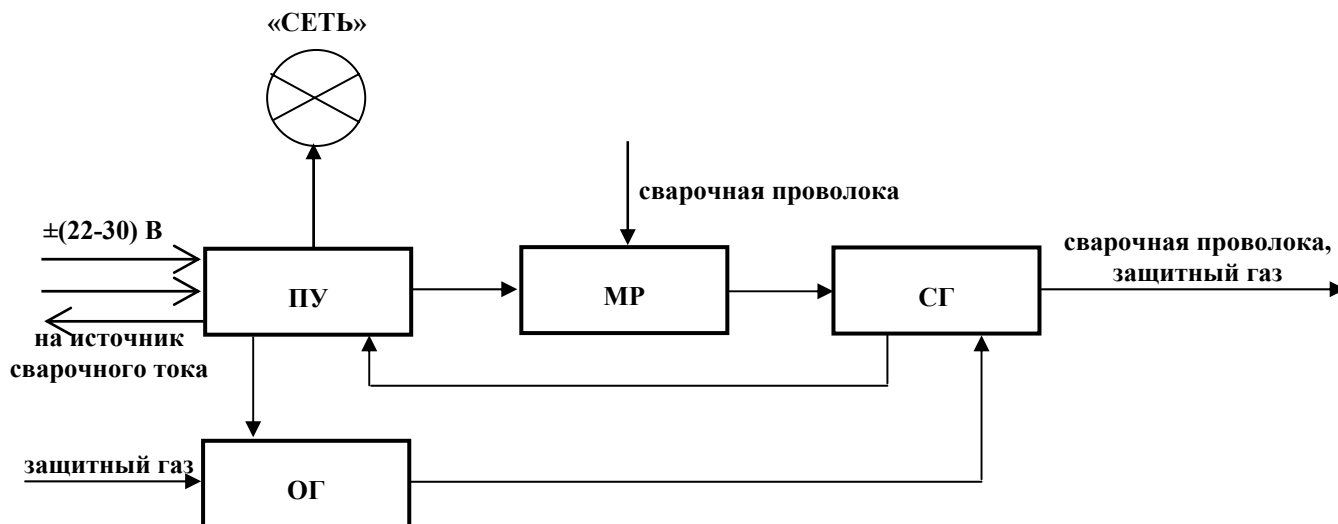 «СЕТЬ»
сварочная проволока
±(22-30) В
сварочная проволока,
защитный газ
ПУ
МР
СГ
на источник
сварочного тока
защитный газ
ОГ